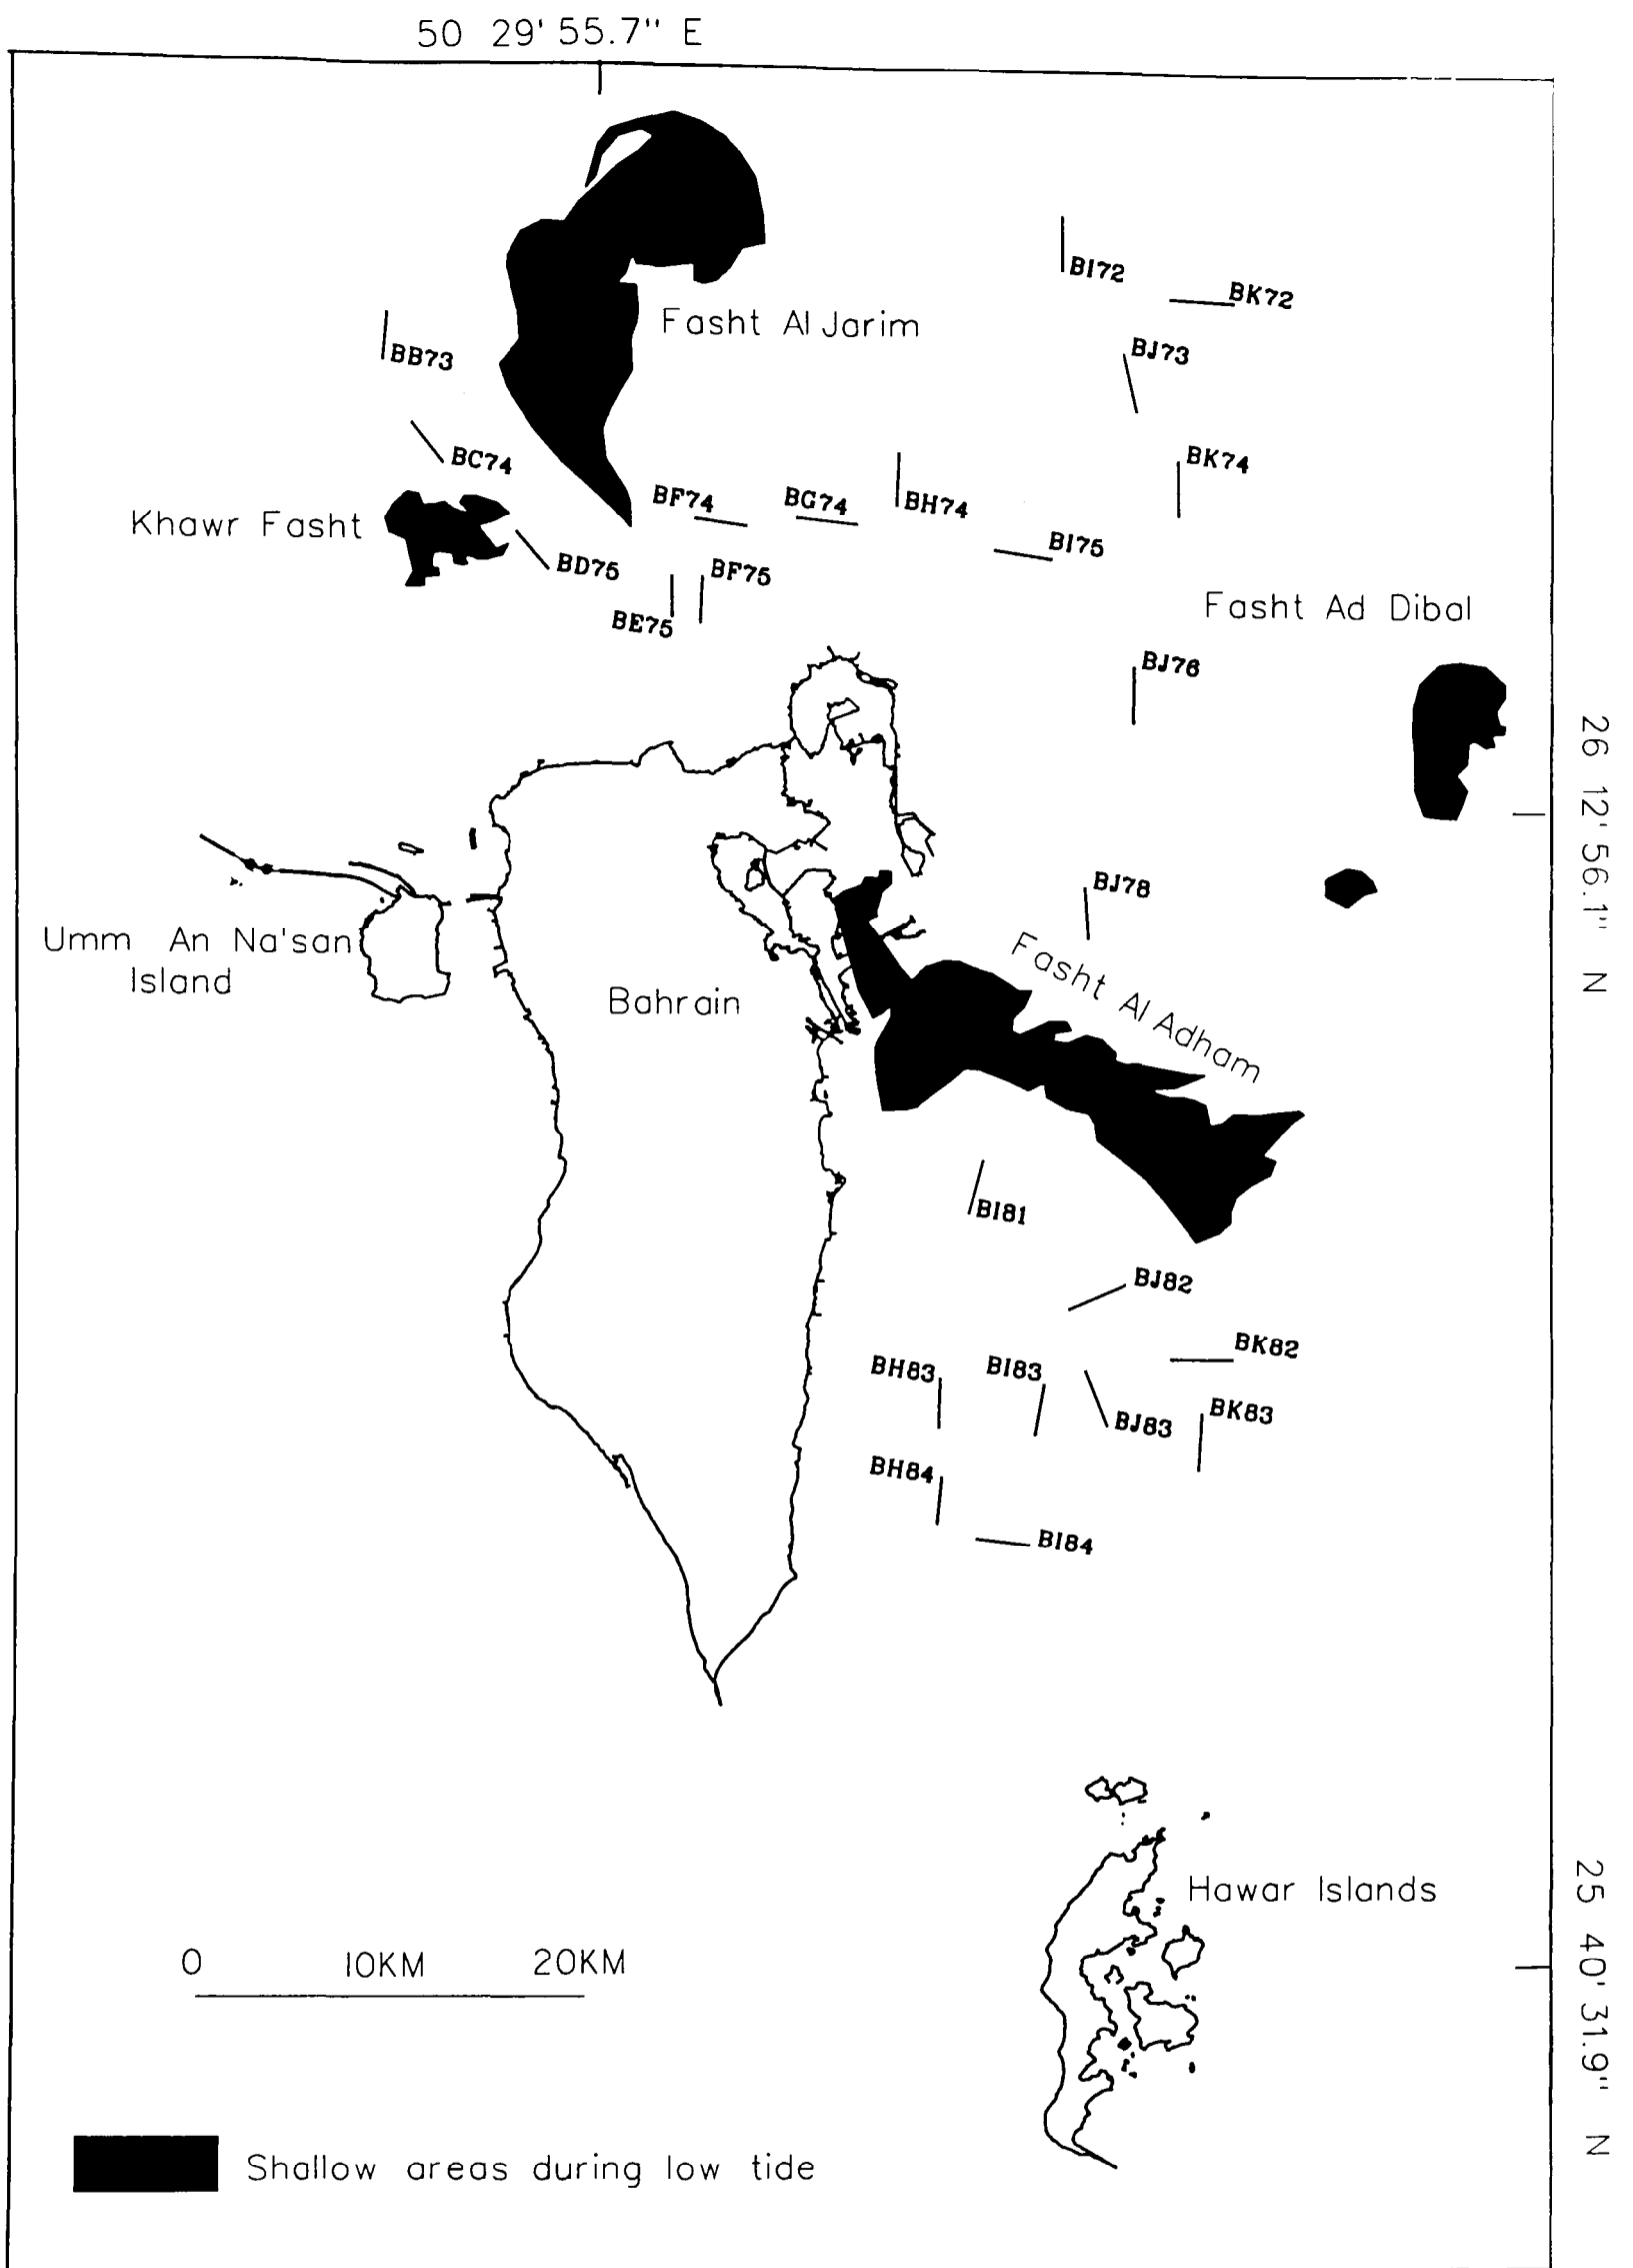 50 29' 55.7" E
BI72
BK72
Fasht Al Jarim
BJ73
BB73
BC74
BK74
BF74
BG74
BH74
Khawr Fasht
BI75
BD75
BF75
BE75
Fasht Ad Dibal
BJ76
26 12' 56.1" N
BJ78
Umm An Na'san
Island
Fasht Al Adham
Bahrain
BI81
BJ82
BK82
BH83
BI83
BK83
BJ83
BH84
BI84
Hawar Islands
25 40' 31.9" N
0 10KM 20KM
Shallow areas during low tide